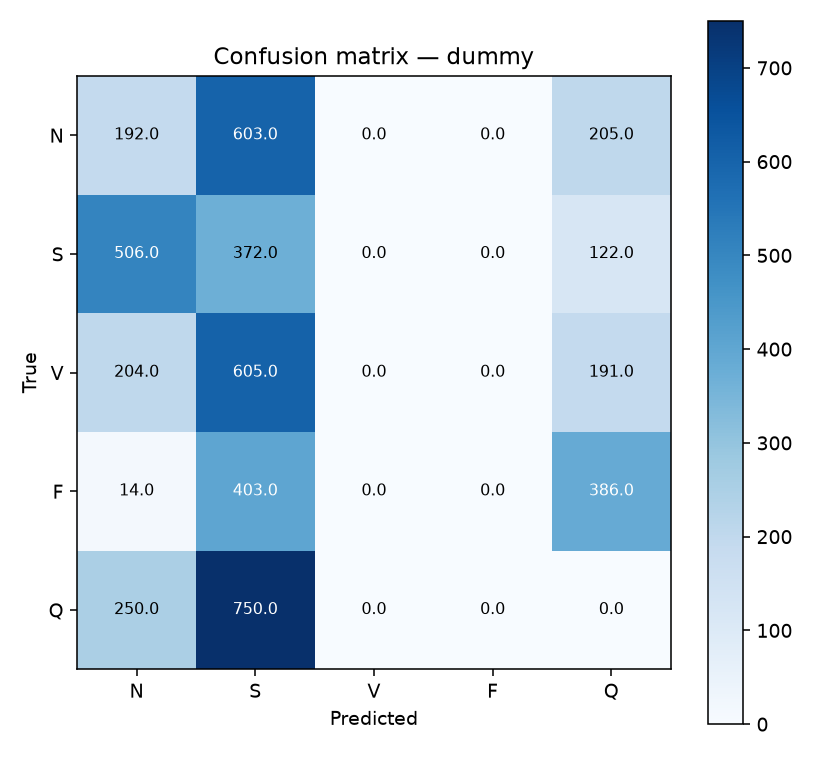 Confusion matrix — dummy
N 192.0 603.0 0.0 0.0 205.0
S 506.0 372.0 0.0 0.0 122.0
V 204.0 605.0 0.0 0.0 191.0
F 14.0 403.0 0.0 0.0 386.0
Q 250.0 750.0 0.0 0.0 0.0
N S V F Q
Predicted
True
700
600
500
400
300
200
100
0